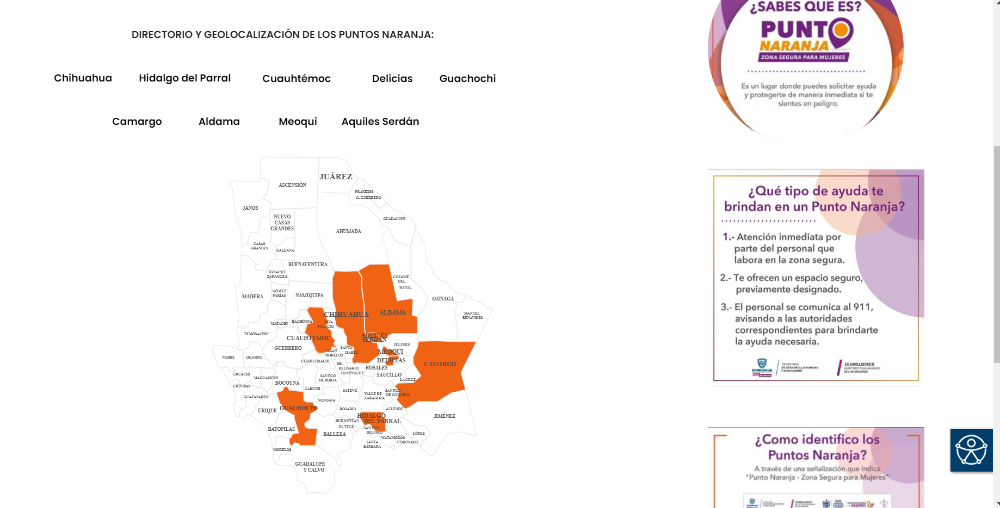 DIRECTORIO Y GEOLOCALIZACIÓN DE LOS PUNTOS NARANJA:
Chihuahua
Hidalgo del Parral
Cuauhtémoc
Delicias
Guachochi
Camargo
Aldama
Meoqui
Aquiles Serdán
JUÁREZ
ASCENSIÓN
PRÁXEDIS
G. GUERRERO
JANOS
GUADALUPE
NUEVO
CASAS
GRANDES
AHUMADA
CASAS
GRANDES
GALEANA
BUENAVENTURA
IGNACIO
ZARAGOZA
COYAME
DEL
SOTOL
GÓMEZ
FARÍAS
MADERA
NAMIQUIPA
OJINAGA
CHIHUAHUA
ALDAMA
MANUEL
BENAVIDES
MATACHÍ
BACHÍNIVA
RIVA
PALACIO
TEMÓSACHIC
CUAUHTÉMOC
AQUILES
SERDÁN
JULIMES
GUERRERO
GRAN
MORELOS
SANTA
ISABEL
MEOQUI
MORIS
OCAMPO
CUSIHUIRIACHI
DELICIAS
DR.
BELISARIO
DOMÍNGUEZ
ROSALES
CAMARGO
URUACHI
MAGUARICHI
SAN FCO
DE BORJA
SAUCILLO
LA CRUZ
CHÍNIPAS
BOCOYNA
CARICHÍ
SATEVÓ
VALLE DE
ZARAGOZA
SAN FCO
DE CONCHOS
GUAZAPARES
NONOAVA
URIQUE
GUACHOCHI
ROSARIO
ALLENDE
HIDALGO
DEL PARRAL
JIMÉNEZ
HUEJOTITÁN
EL TULE
BATOPILAS
BALLEZA
SAN FCO
DEL ORO
MATAMOROS
LÓPEZ
CORONADO
SANTA
BÁRBARA
MORELOS
GUADALUPE
Y CALVO
¿SABES QUE ES?
PUNTO
NARANJA
ZONA SEGURA PARA MUJERES
Es un lugar donde puedes solicitar ayuda
y protegerte de manera inmediata si te
sientes en peligro.
¿Qué tipo de ayuda te
brindan en un Punto Naranja?
1.- Atención inmediata por
parte del personal que
labora en la zona segura.
2.- Te ofrecen un espacio seguro,
previamente designado.
3.- El personal se comunica al 911,
avisando a las autoridades
correspondientes para brindarte
la ayuda necesaria.
CHIHUAHUA
SECRETARÍA
DE DESARROLLO HUMANO
Y BIEN COMÚN
ICHMUJERES
INSTITUTO CHIHUAHUENSE
DE LAS MUJERES
¿Como identifico los
Puntos Naranja?
A través de una señalización que indica
"Punto Naranja - Zona Segura para Mujeres"